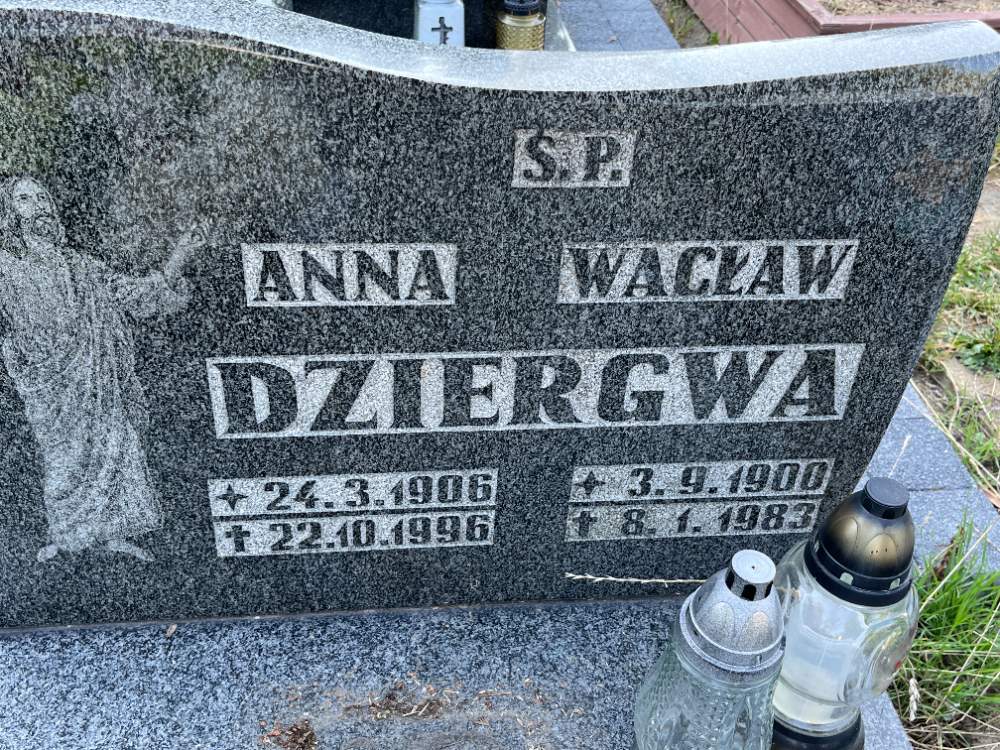 Ś.P.
ANNA WACŁAW
DZIERGWA
24.3.1906 3.9.1900
22.10.1996 8.1.1983